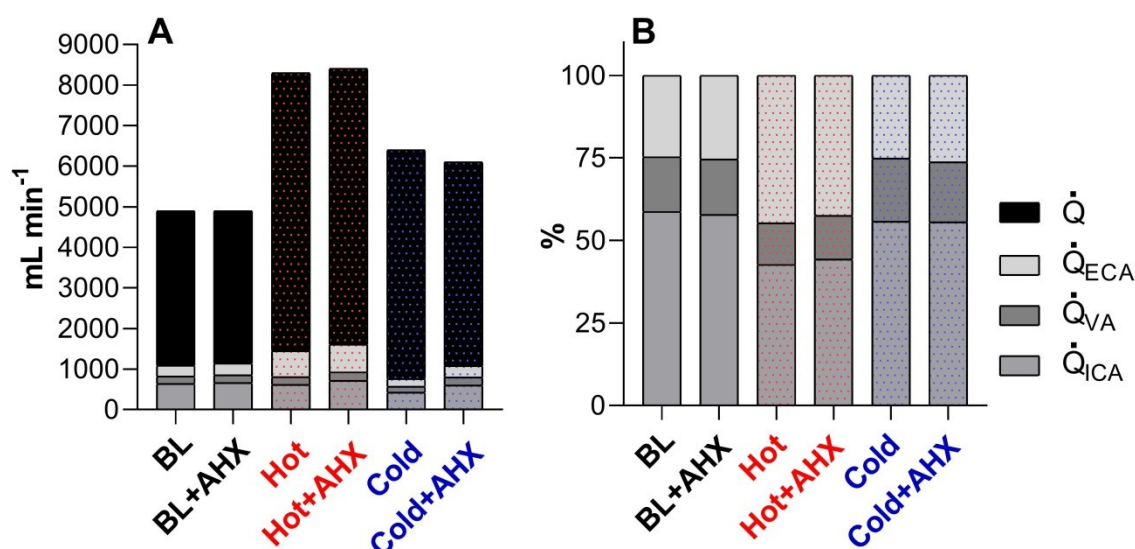 A
mL min⁻¹
9000
8000
7000
6000
5000
4000
3000
2000
1000
0
BL
BL+AHX
Hot
Hot+AHX
Cold
Cold+AHX
B
%
100
75
50
25
0
BL
BL+AHX
Hot
Hot+AHX
Cold
Cold+AHX
Q̇
Q̇ECA
Q̇VA
Q̇ICA